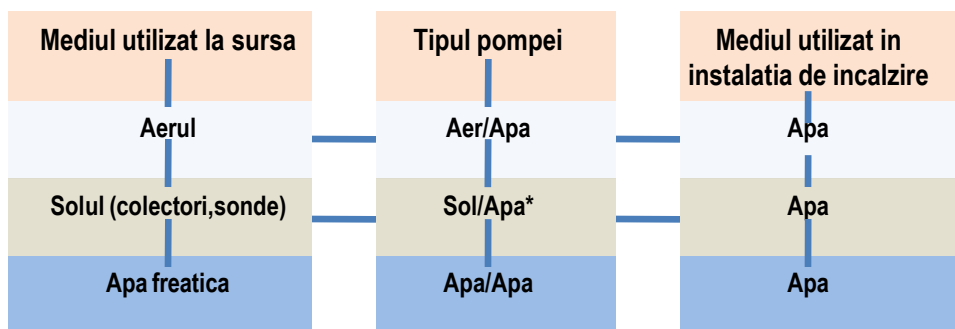 Mediul utilizat la sursa
Tipul pompei
Mediul utilizat in
instalatia de incalzire
Aerul
Aer/Apa
Apa
Solul (colectori,sonde)
Sol/Apa*
Apa
Apa freatica
Apa/Apa
Apa